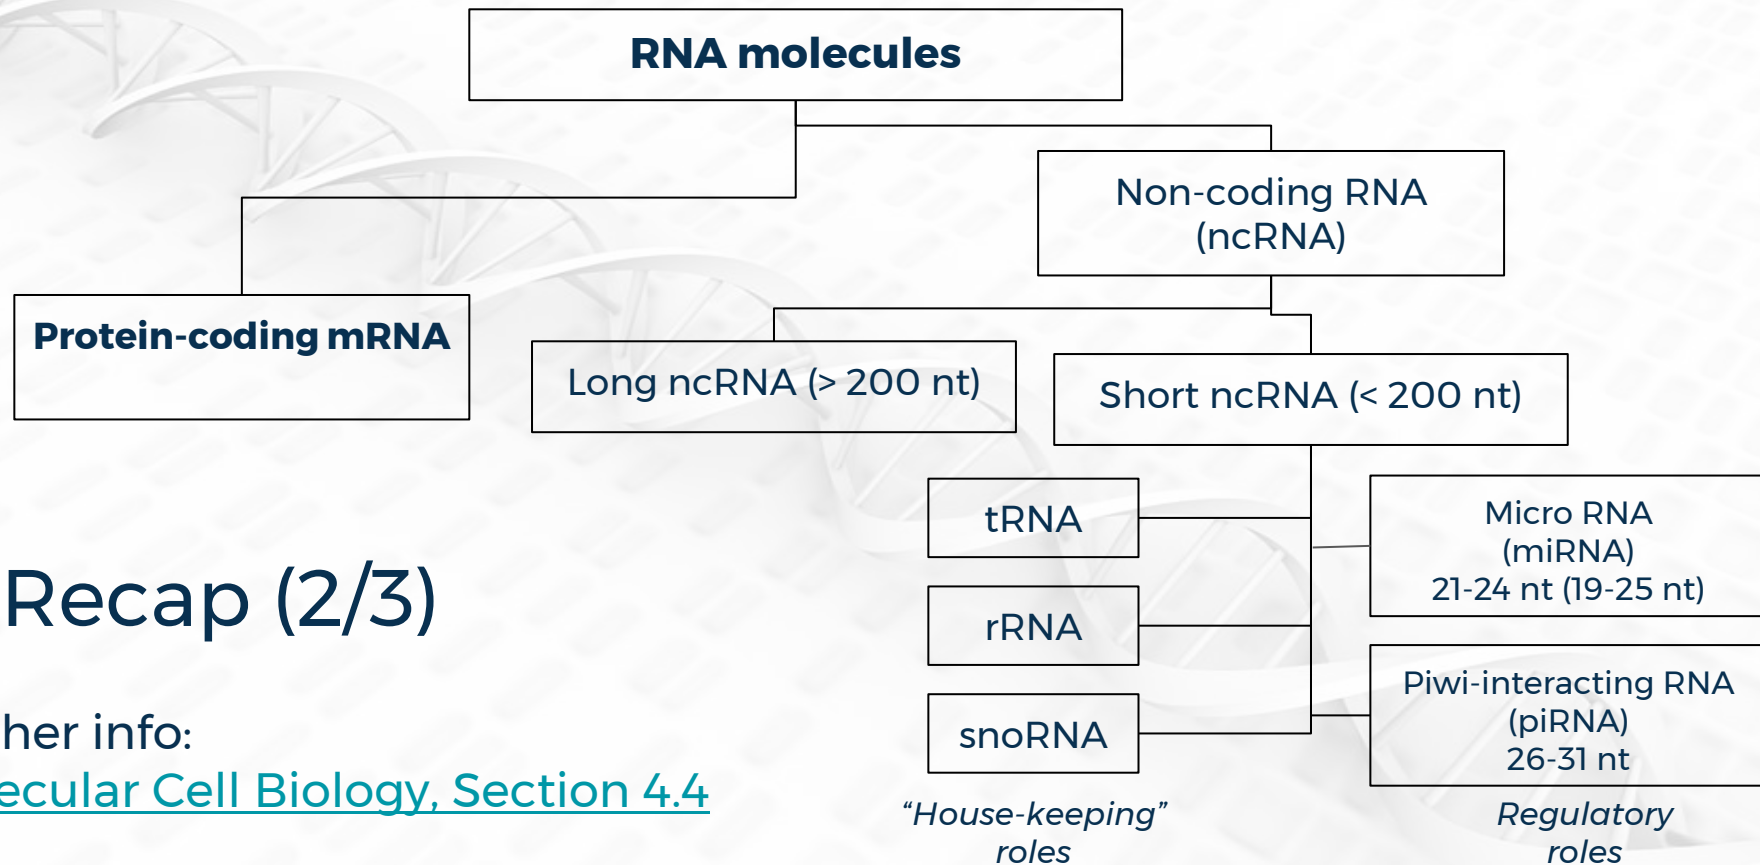 RNA molecules
Non-coding RNA
(ncRNA)
Protein-coding mRNA
Long ncRNA (> 200 nt)
Short ncRNA (< 200 nt)
tRNA
rRNA
snoRNA
"House-keeping"
roles
Micro RNA
(miRNA)
21-24 nt (19-25 nt)
Piwi-interacting RNA
(piRNA)
26-31 nt
Regulatory
roles
Recap (2/3)
her info:
ecular Cell Biology, Section 4.4